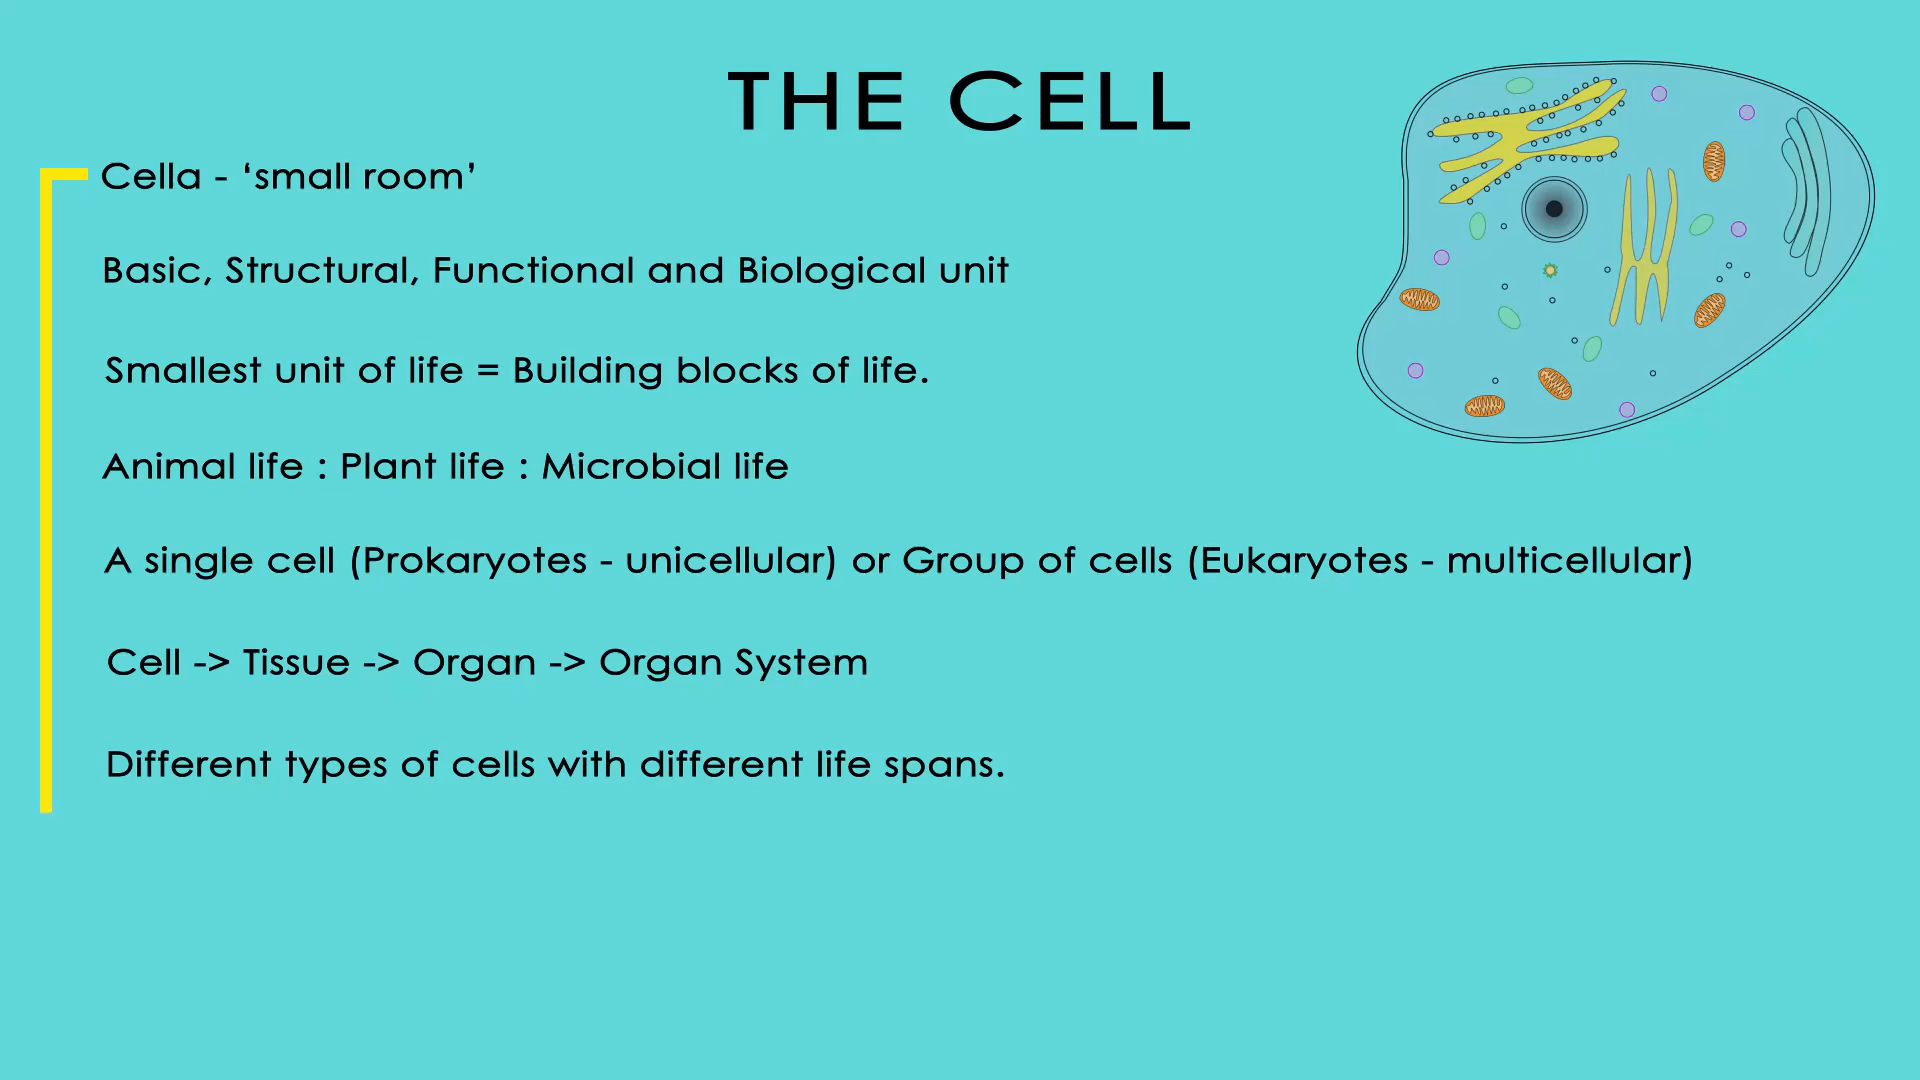 THE CELL
Cella - ‘small room’
Basic, Structural, Functional and Biological unit
Smallest unit of life = Building blocks of life.
Animal life : Plant life : Microbial life
A single cell (Prokaryotes - unicellular) or Group of cells (Eukaryotes - multicellular)
Cell -> Tissue -> Organ -> Organ System
Different types of cells with different life spans.